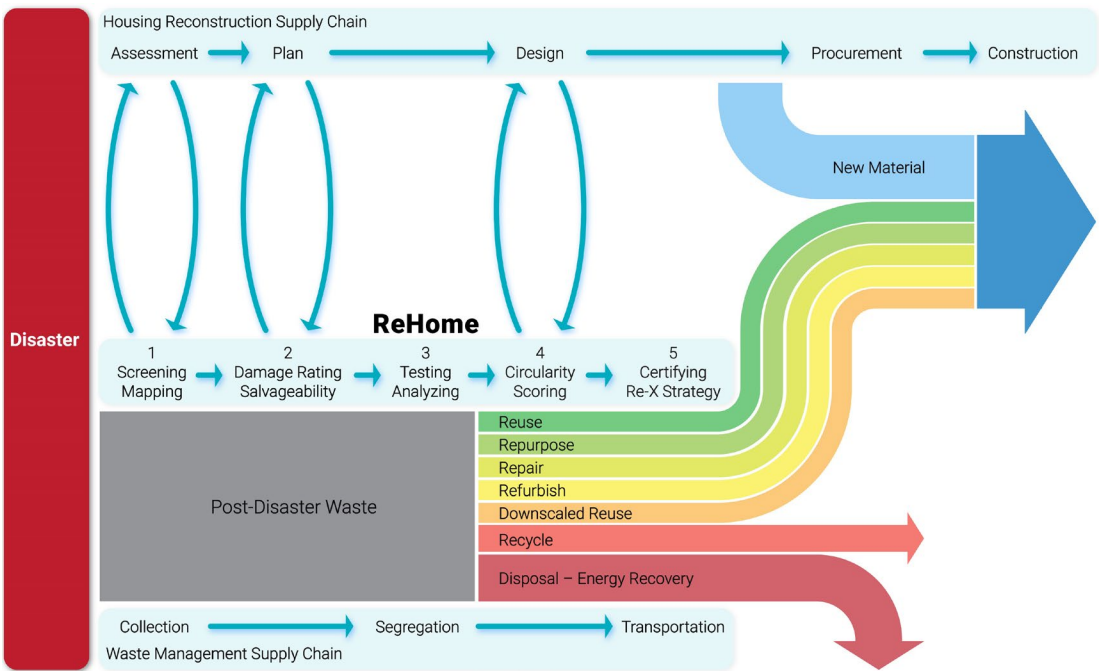 Housing Reconstruction Supply Chain
Assessment Plan Design Procurement Construction
New Material
Disaster
ReHome
1 2 3 4 5
Screening Damage Rating Testing Circularity Certifying
Mapping Salvageability Analyzing Scoring Re-X Strategy
Reuse
Repurpose
Repair
Refurbish
Downscaled Reuse
Recycle
Disposal – Energy Recovery
Post-Disaster Waste
Collection Segregation Transportation
Waste Management Supply Chain